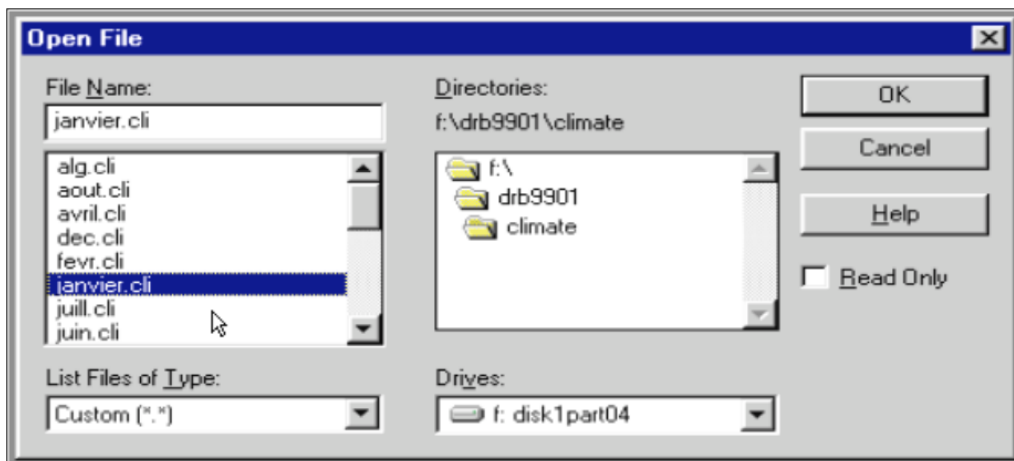 Open File
File Name:
janvier.cli
alg.cli
aout.cli
avril.cli
dec.cli
fevr.cli
janvier.cli
juill.cli
juin.cli
List Files of Type:
Custom (*.*)
Directories:
f:\drb9901\climate
f:\
drb9901
climate
Drives:
f: disk1part04
OK
Cancel
Help
Read Only